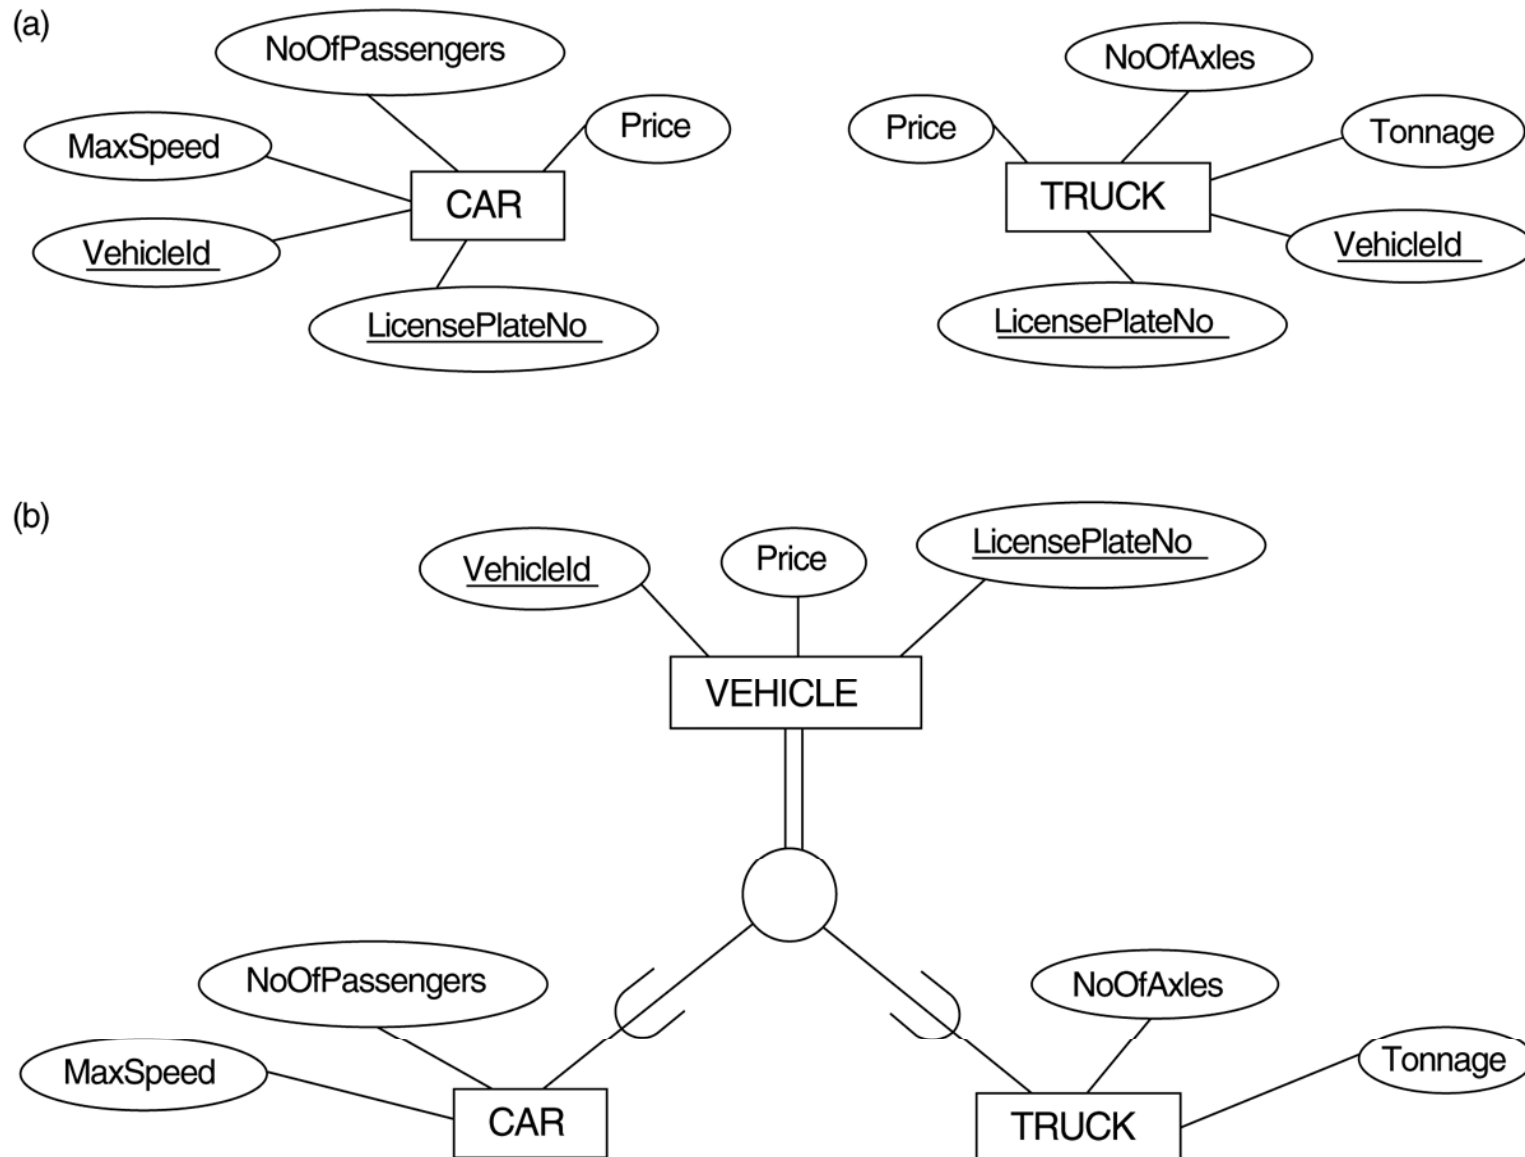 (a)
NoOfPassengers
NoOfAxles
MaxSpeed
Price
Price
Tonnage
CAR
TRUCK
VehicleId
VehicleId
LicensePlateNo
LicensePlateNo
(b)
VehicleId
Price
LicensePlateNo
VEHICLE
NoOfPassengers
NoOfAxles
MaxSpeed
Tonnage
CAR
TRUCK